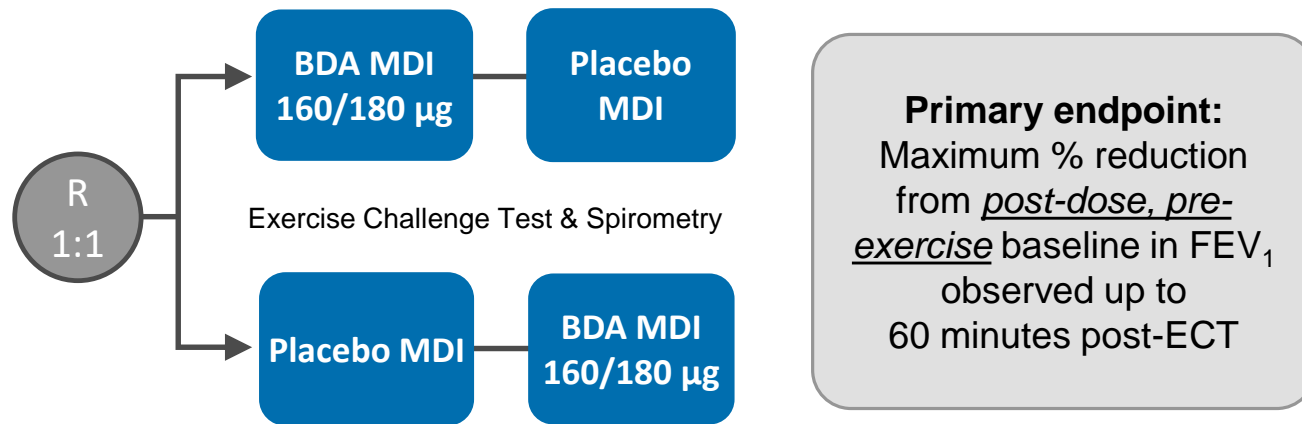 BDA MDI
160/180 µg
Placebo
MDI
R
1:1
Exercise Challenge Test & Spirometry
Placebo MDI
BDA MDI
160/180 µg
Primary endpoint:
Maximum % reduction
from post-dose, pre-
exercise baseline in FEV₁
observed up to
60 minutes post-ECT